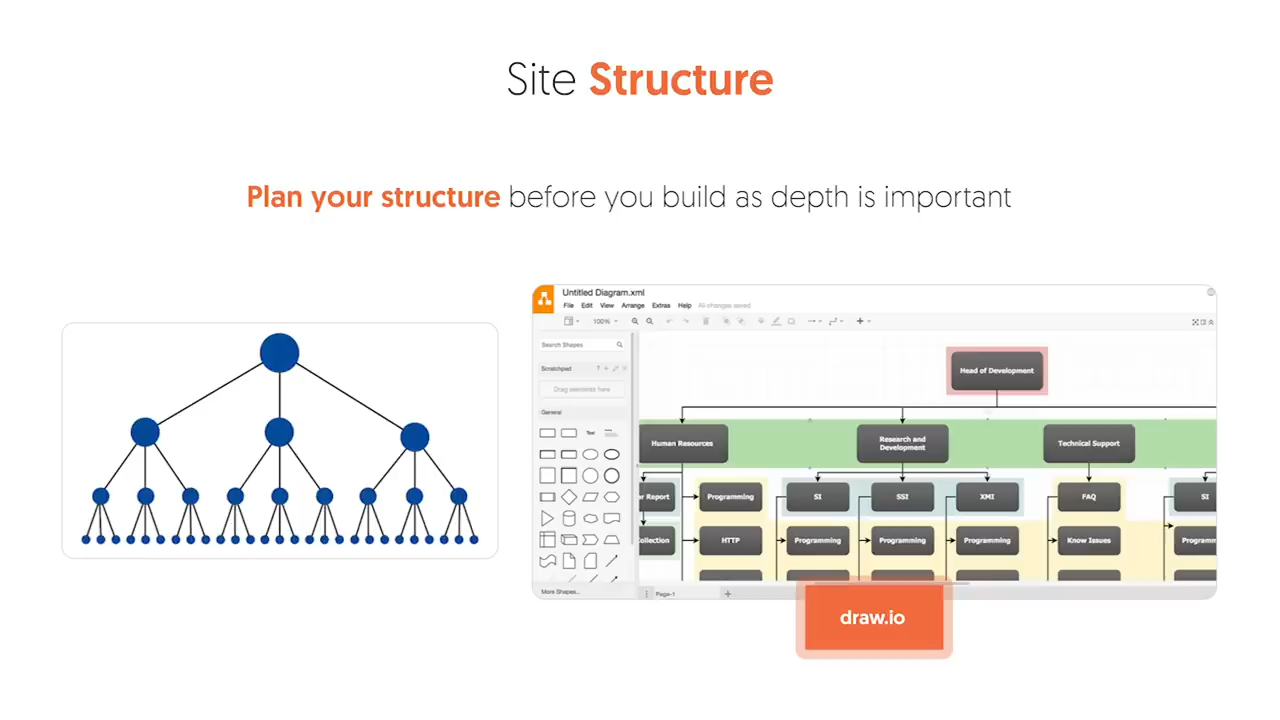 Site Structure
Plan your structure before you build as depth is important
Untitled Diagram.xml
File Edit View Arrange Extras Help All changes saved
100%
Search Shapes
Scratchpad
Drag elements here
General
Text
More Shapes...
Head of Development
Human Resources
Research and
Development
Technical Support
Report
Programming
SI
SSI
XMI
FAQ
SI
HTTP
Programming
Programming
Programming
Know Issues
Page-1
draw.io